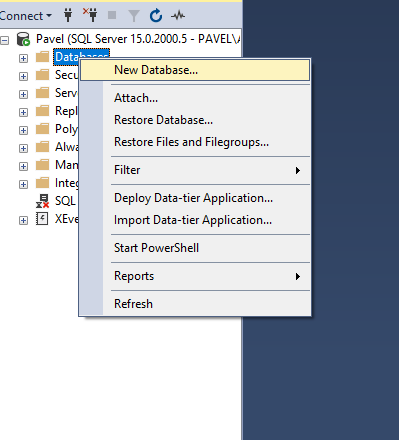 Connect
Pavel (SQL Server 15.0.2000.5 - PAVEL\
Databases
New Database...
Attach...
Restore Database...
Restore Files and Filegroups...
Filter
Deploy Data-tier Application...
Import Data-tier Application...
Start PowerShell
Reports
Refresh
Secu
Serve
Repl
Poly
Alwa
Man
Integ
SQL
XEve